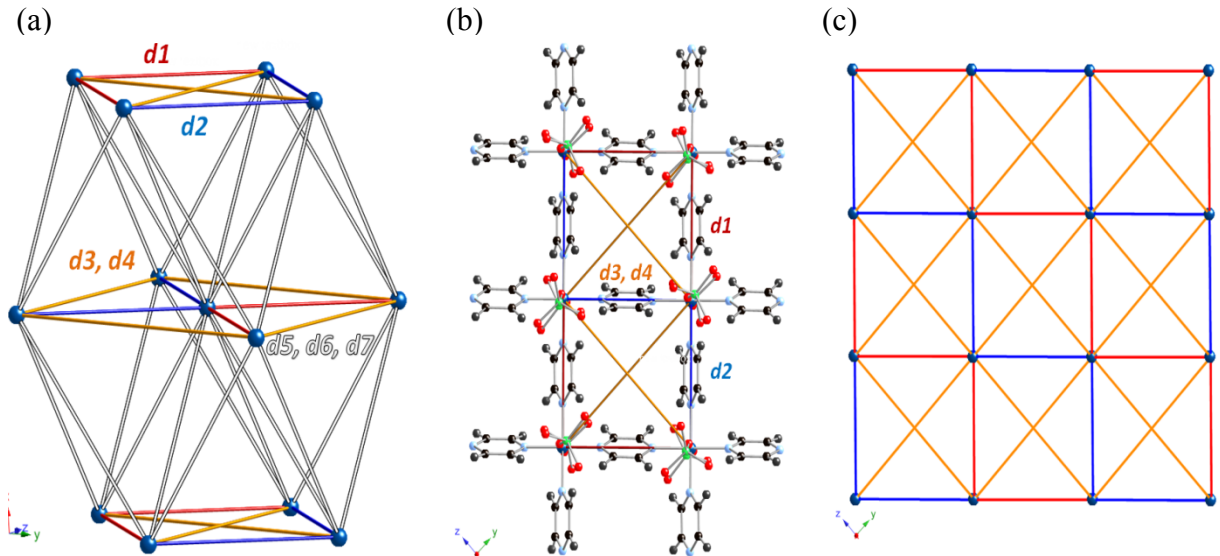 (a)
d1
d2
d3, d4
d5, d6, d7
z
y
(b)
d1
d3, d4
d2
z
y
(c)
z
y